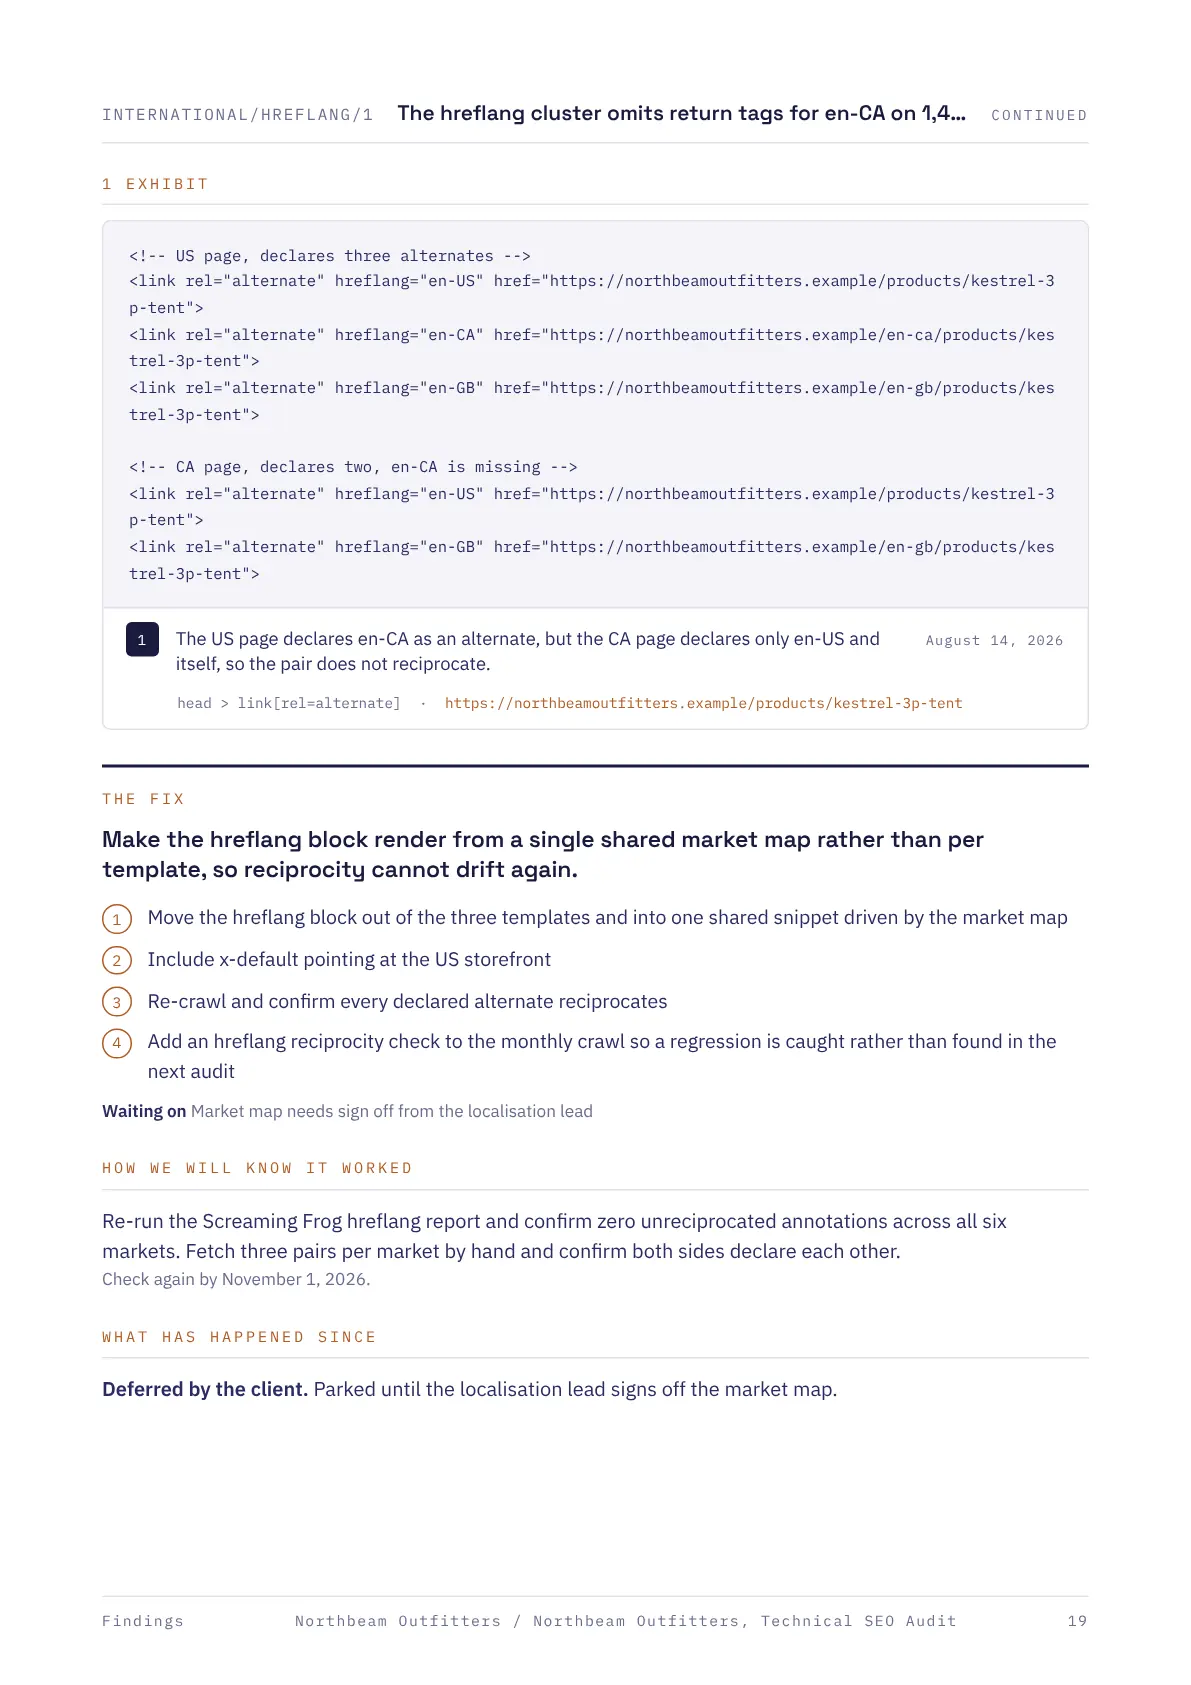 INTERNATIONAL/HREFLANG/1 The hreflang cluster omits return tags for en-CA on 1,4… CONTINUED
1 EXHIBIT
<!-- US page, declares three alternates -->
<link rel="alternate" hreflang="en-US" href="https://northbeamoutfitters.example/products/kestrel-3
p-tent">
<link rel="alternate" hreflang="en-CA" href="https://northbeamoutfitters.example/en-ca/products/kes
trel-3p-tent">
<link rel="alternate" hreflang="en-GB" href="https://northbeamoutfitters.example/en-gb/products/kes
trel-3p-tent">
<!-- CA page, declares two, en-CA is missing -->
<link rel="alternate" hreflang="en-US" href="https://northbeamoutfitters.example/products/kestrel-3
p-tent">
<link rel="alternate" hreflang="en-GB" href="https://northbeamoutfitters.example/en-gb/products/kes
trel-3p-tent">
1 The US page declares en-CA as an alternate, but the CA page declares only en-US and August 14, 2026
itself, so the pair does not reciprocate.
head > link[rel=alternate] · https://northbeamoutfitters.example/products/kestrel-3p-tent
THE FIX
Make the hreflang block render from a single shared market map rather than per
template, so reciprocity cannot drift again.
1 Move the hreflang block out of the three templates and into one shared snippet driven by the market map
2 Include x-default pointing at the US storefront
3 Re-crawl and confirm every declared alternate reciprocates
4 Add an hreflang reciprocity check to the monthly crawl so a regression is caught rather than found in the
next audit
Waiting on Market map needs sign off from the localisation lead
HOW WE WILL KNOW IT WORKED
Re-run the Screaming Frog hreflang report and confirm zero unreciprocated annotations across all six
markets. Fetch three pairs per market by hand and confirm both sides declare each other.
Check again by November 1, 2026.
WHAT HAS HAPPENED SINCE
Deferred by the client. Parked until the localisation lead signs off the market map.
Findings Northbeam Outfitters / Northbeam Outfitters, Technical SEO Audit 19